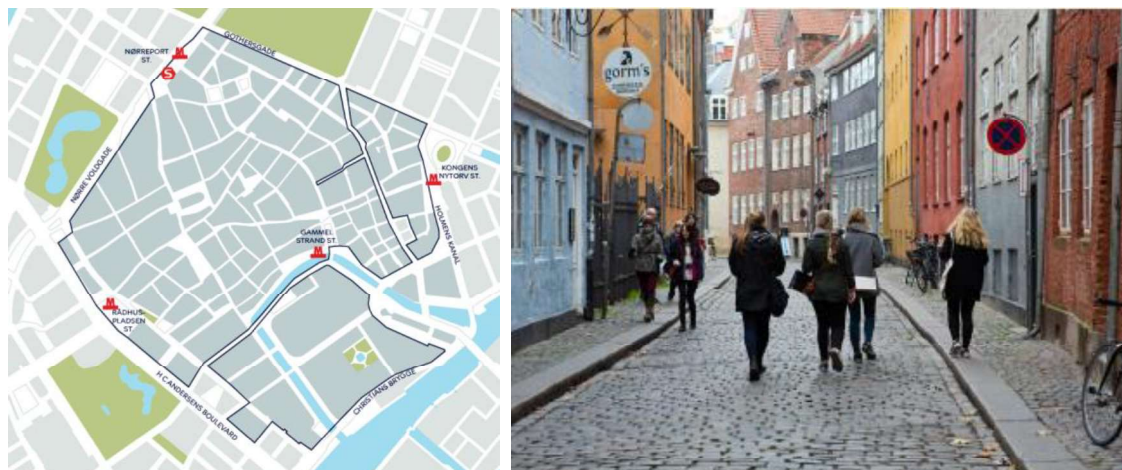 GOTHERSGADE
NØRREPORT
ST.
M
S
NØRRE VOLDGADE
KONGENS
NYTORV ST.
M
HOLMENS KANAL
GAMMEL
STRAND ST.
M
M
RÅDHUS-
PLADSEN
ST.
H C ANDERSENS BOULEVARD
CHRISTIANS BRYGGE
gorm's